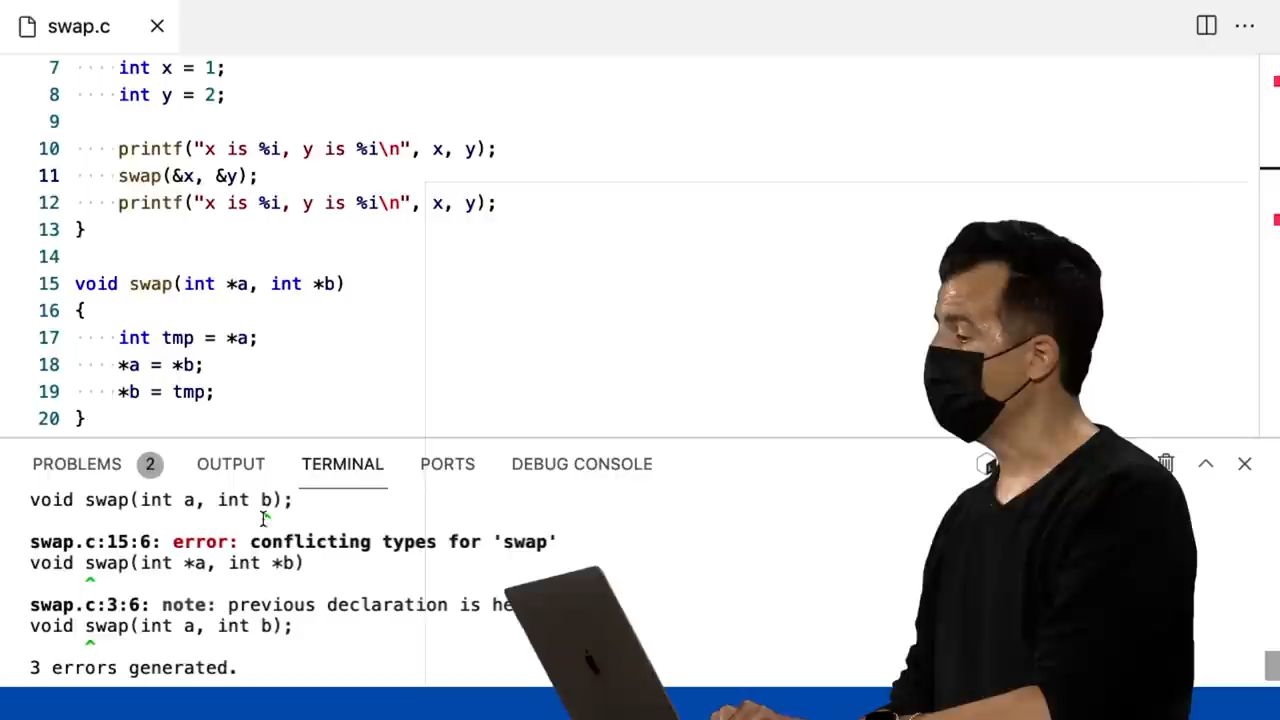 swap.c
7 int x = 1;
8 int y = 2;
9
10 printf("x is %i, y is %i\n", x, y);
11 swap(&x, &y);
12 printf("x is %i, y is %i\n", x, y);
13 }
14
15 void swap(int *a, int *b)
16 {
17 int tmp = *a;
18 *a = *b;
19 *b = tmp;
20 }
PROBLEMS 2 OUTPUT TERMINAL PORTS DEBUG CONSOLE
void swap(int a, int b);
^
swap.c:15:6: error: conflicting types for 'swap'
void swap(int *a, int *b)
^
swap.c:3:6: note: previous declaration is
void swap(int a, int b);
^
3 errors generated.